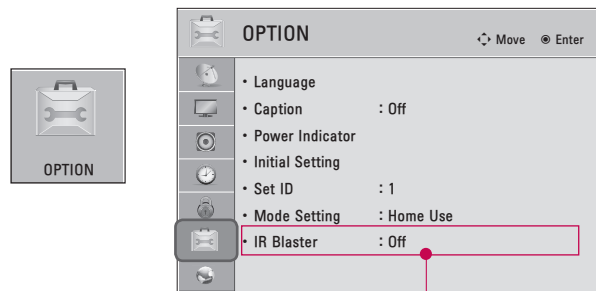 OPTION
OPTION
Move Enter
• Language
• Caption : Off
• Power Indicator
• Initial Setting
• Set ID : 1
• Mode Setting : Home Use
• IR Blaster : Off